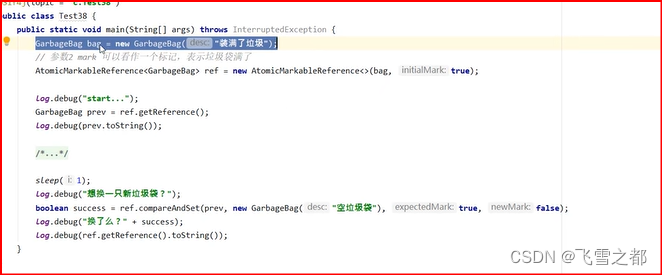 Slf4j(topic = "c.Test38")
ublic class Test38 {
public static void main(String[] args) throws InterruptedException {
GarbageBag bag = new GarbageBag( desc: "装满了垃圾");
// 参数2 mark 可以看作一个标记，表示垃圾袋满了
AtomicMarkableReference<GarbageBag> ref = new AtomicMarkableReference<>(bag, initialMark: true);
log.debug("start...");
GarbageBag prev = ref.getReference();
log.debug(prev.toString());
/*...*/
sleep( i: 1);
log.debug("想换一只新垃圾袋？");
boolean success = ref.compareAndSet(prev, new GarbageBag( desc: "空垃圾袋"), expectedMark: true, newMark: false);
log.debug("换了么？" + success);
log.debug(ref.getReference().toString());
}
CSDN @飞雪之都